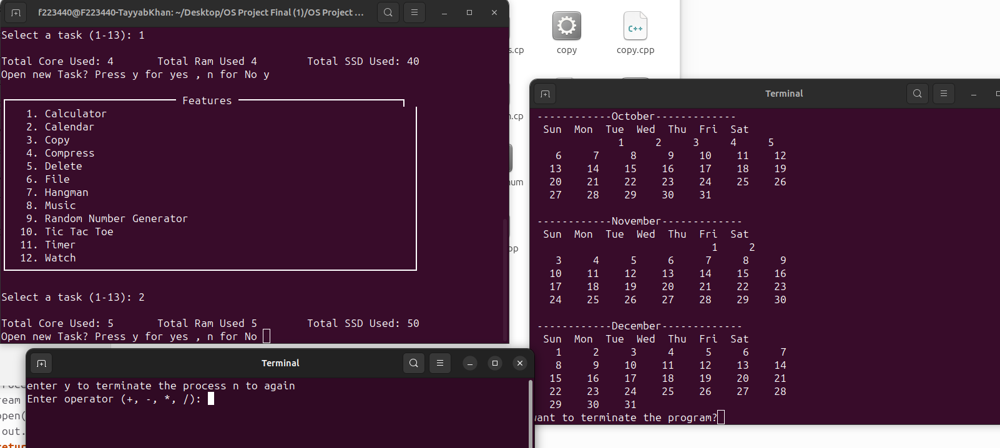 f223440@F223440-TayyabKhan: ~/Desktop/OS Project Final (1)/OS Project ...
Select a task (1-13): 1
Total Core Used: 4 Total Ram Used 4 Total SSD Used: 40
Open new Task? Press y for yes , n for No y
Features
1. Calculator
2. Calendar
3. Copy
4. Compress
5. Delete
6. File
7. Hangman
8. Music
9. Random Number Generator
10. Tic Tac Toe
11. Timer
12. Watch
Select a task (1-13): 2
Total Core Used: 5 Total Ram Used 5 Total SSD Used: 50
Open new Task? Press y for yes , n for No
s.cp
copy
C++
copy.cpp
.cp
um
pp
Terminal
------------October-------------
Sun Mon Tue Wed Thu Fri Sat
1 2 3 4 5
6 7 8 9 10 11 12
13 14 15 16 17 18 19
20 21 22 23 24 25 26
27 28 29 30 31
------------November-------------
Sun Mon Tue Wed Thu Fri Sat
1 2
3 4 5 6 7 8 9
10 11 12 13 14 15 16
17 18 19 20 21 22 23
24 25 26 27 28 29 30
------------December-------------
Sun Mon Tue Wed Thu Fri Sat
1 2 3 4 5 6 7
8 9 10 11 12 13 14
15 16 17 18 19 20 21
22 23 24 25 26 27 28
29 30 31
want to terminate the program?
Terminal
enter y to terminate the process n to again
Enter operator (+, -, *, /):
ream
open(
out.